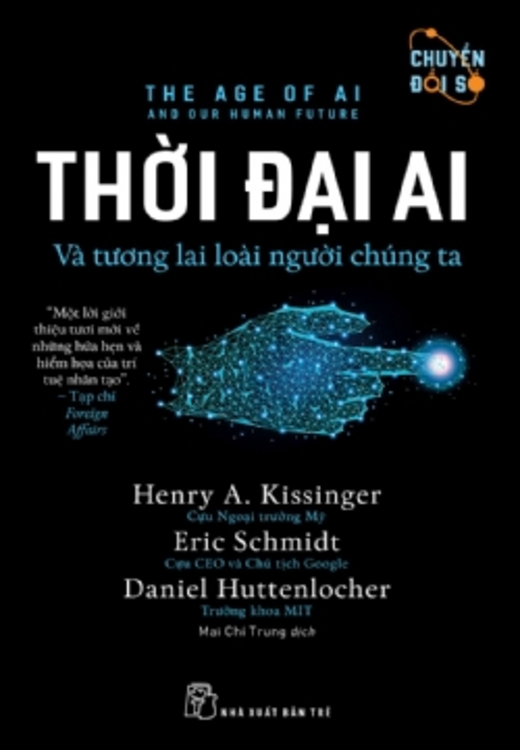 CHUYỂN
ĐỔI SỐ
THE AGE OF AI
AND OUR HUMAN FUTURE
THỜI ĐẠI AI
Và tương lai loài người chúng ta
“Một lời giới
thiệu tươi mới về
những hứa hẹn và
hiểm họa của trí
tuệ nhân tạo”.
– Tạp chí
Foreign
Affairs
Henry A. Kissinger
Cựu Ngoại trưởng Mỹ
Eric Schmidt
Cựu CEO và Chủ tịch Google
Daniel Huttenlocher
Trưởng khoa MIT
Mai Chí Trung dịch
NHÀ XUẤT BẢN TRẺ